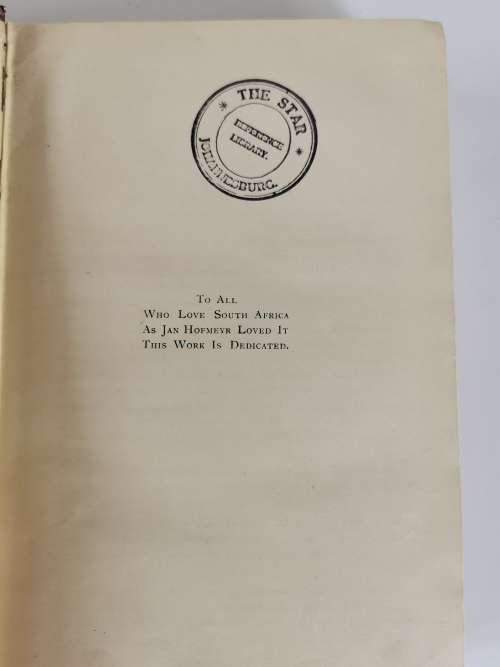 * THE STAR *
REFERENCE
LIBRARY.
JOHANNESBURG.
To All
Who Love South Africa
As Jan Hofmeyr Loved It
This Work Is Dedicated.